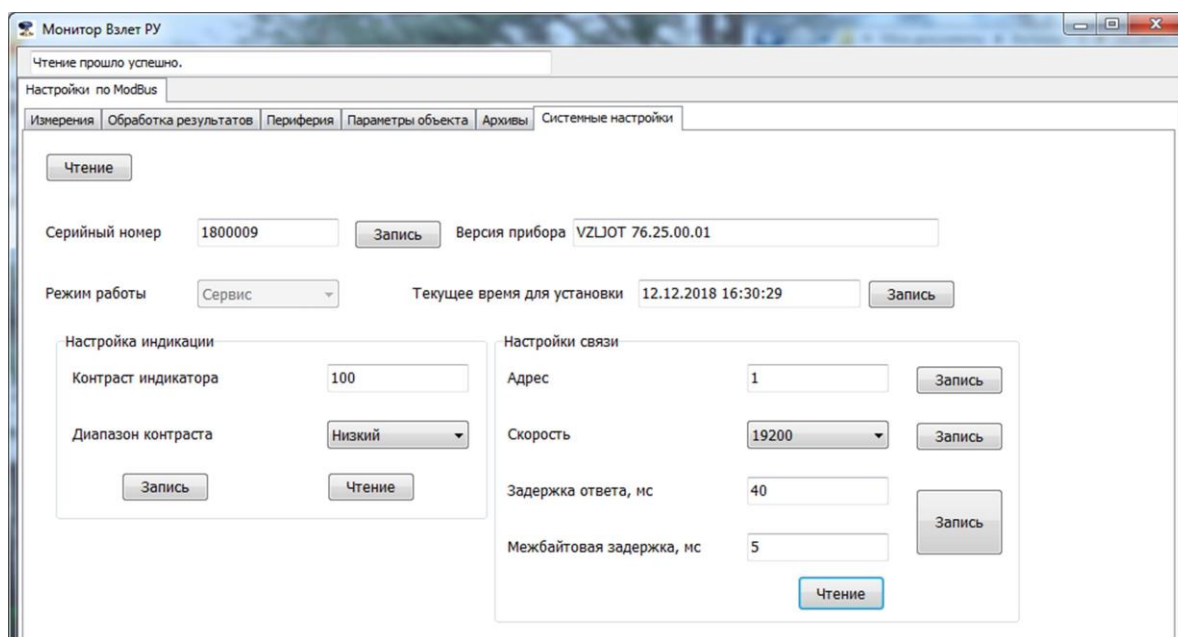 Монитор Взлет РУ
Чтение прошло успешно.
Настройки по ModBus
Измерения Обработка результатов Периферия Параметры объекта Архивы Системные настройки
Чтение
Серийный номер 1800009 Запись Версия прибора VZLJOT 76.25.00.01
Режим работы Сервис Текущее время для установки 12.12.2018 16:30:29 Запись
Настройка индикации Настройки связи
Контраст индикатора 100 Адрес 1 Запись
Диапазон контраста Низкий Скорость 19200 Запись
Запись Чтение Задержка ответа, мс 40
Запись
Межбайтовая задержка, мс 5
Чтение